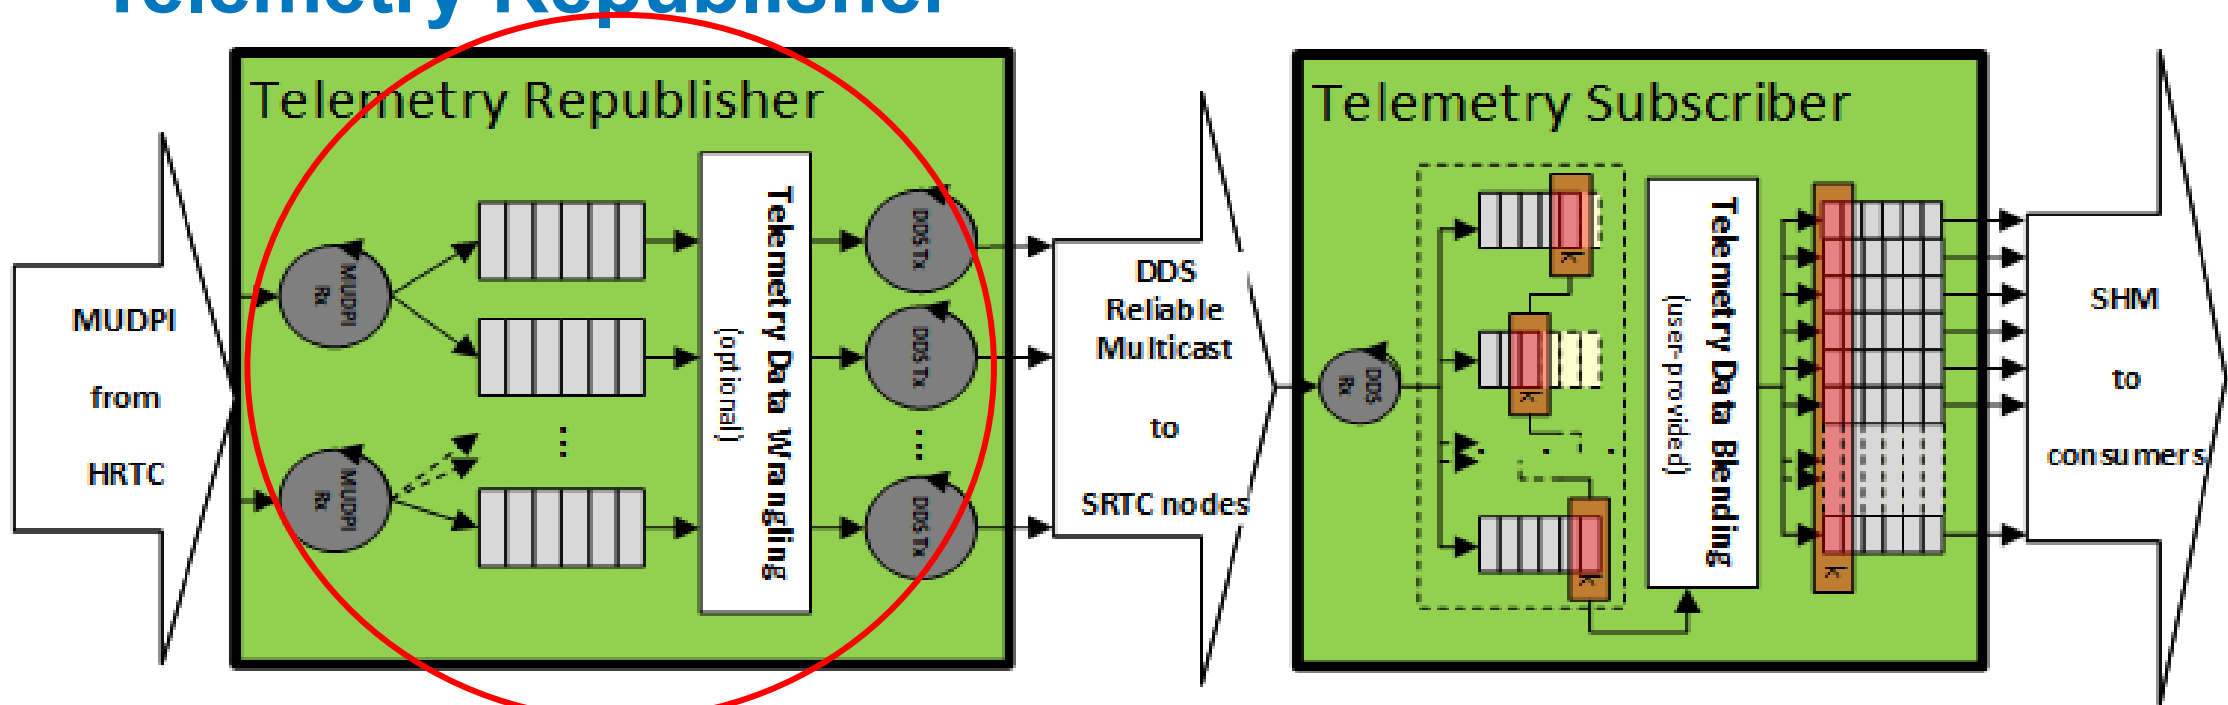 Telemetry Republisher
Telemetry Republisher
MUDPI
from
HRTC
MUDPI
Rx
MUDPI
Rx
...
Telemetry Data Wrangling
(optional)
DDS Tx
DDS Tx
...
DDS Tx
DDS
Reliable
Multicast
to
SRTC nodes
Telemetry Subscriber
DDS
Rx
k
k
k
Telemetry Data Blending
(user-provided)
k
SHM
to
consumers